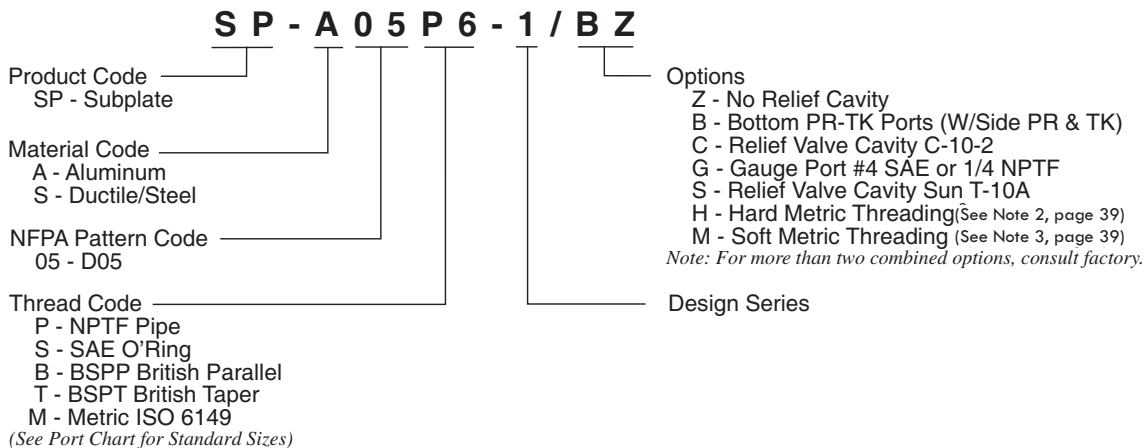 SP-A05P6-1/BZ
Product Code
SP - Subplate
Material Code
A - Aluminum
S - Ductile/Steel
NFPA Pattern Code
05 - D05
Thread Code
P - NPTF Pipe
S - SAE O'Ring
B - BSPP British Parallel
T - BSPT British Taper
M - Metric ISO 6149
(See Port Chart for Standard Sizes)
Options
Z - No Relief Cavity
B - Bottom PR-TK Ports (W/Side PR & TK)
C - Relief Valve Cavity C-10-2
G - Gauge Port #4 SAE or 1/4 NPTF
S - Relief Valve Cavity Sun T-10A
H - Hard Metric Threading(See Note 2, page 39)
M - Soft Metric Threading (See Note 3, page 39)
Note: For more than two combined options, consult factory.
Design Series